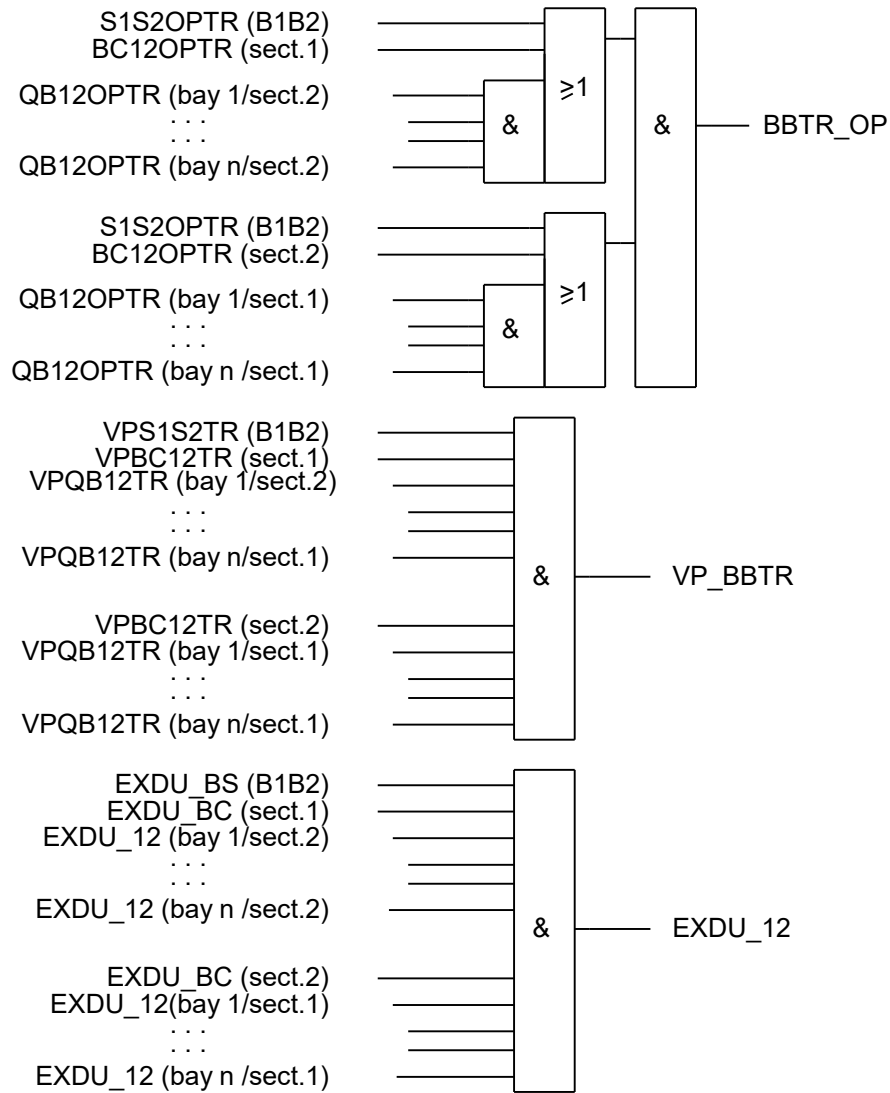 S1S2OPTR (B1B2)
BC12OPTR (sect.1)
QB12OPTR (bay 1/sect.2)
. . .
. . .
QB12OPTR (bay n/sect.2)
&
≥1
&
BBTR_OP
S1S2OPTR (B1B2)
BC12OPTR (sect.2)
QB12OPTR (bay 1/sect.1)
. . .
. . .
QB12OPTR (bay n /sect.1)
&
≥1
VPS1S2TR (B1B2)
VPBC12TR (sect.1)
VPQB12TR (bay 1/sect.2)
. . .
. . .
VPQB12TR (bay n/sect.1)
VPBC12TR (sect.2)
VPQB12TR (bay 1/sect.1)
. . .
. . .
VPQB12TR (bay n/sect.1)
&
VP_BBTR
EXDU_BS (B1B2)
EXDU_BC (sect.1)
EXDU_12 (bay 1/sect.2)
. . .
. . .
EXDU_12 (bay n /sect.2)
EXDU_BC (sect.2)
EXDU_12(bay 1/sect.1)
. . .
. . .
EXDU_12 (bay n /sect.1)
&
EXDU_12